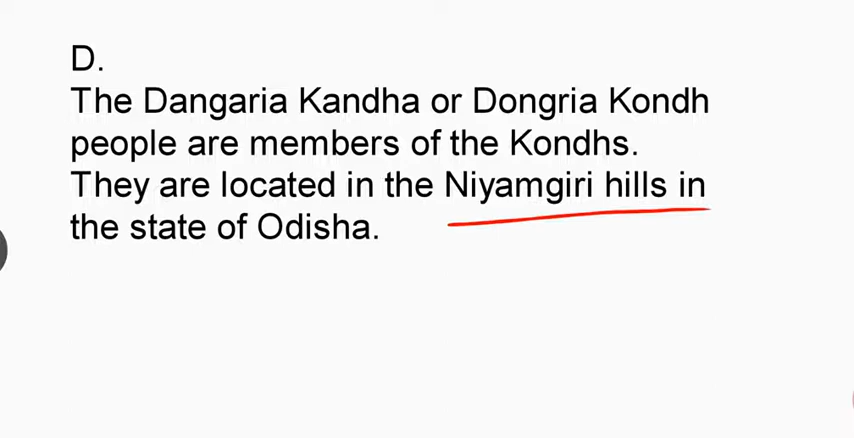 D.
The Dangaria Kandha or Dongria Kondh
people are members of the Kondhs.
They are located in the Niyamgiri hills in
the state of Odisha.